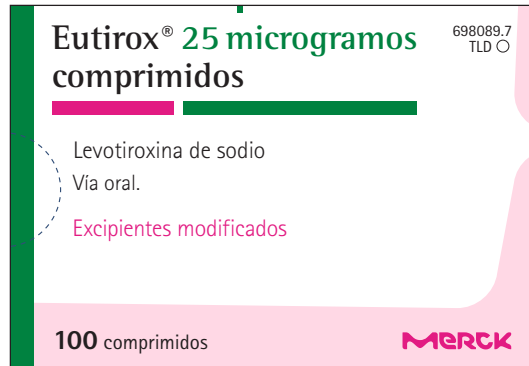 Eutirox® 25 microgramos
comprimidos
698089.7
TLD ○
Levotiroxina de sodio
Vía oral.
Excipientes modificados
100 comprimidos
MERCK